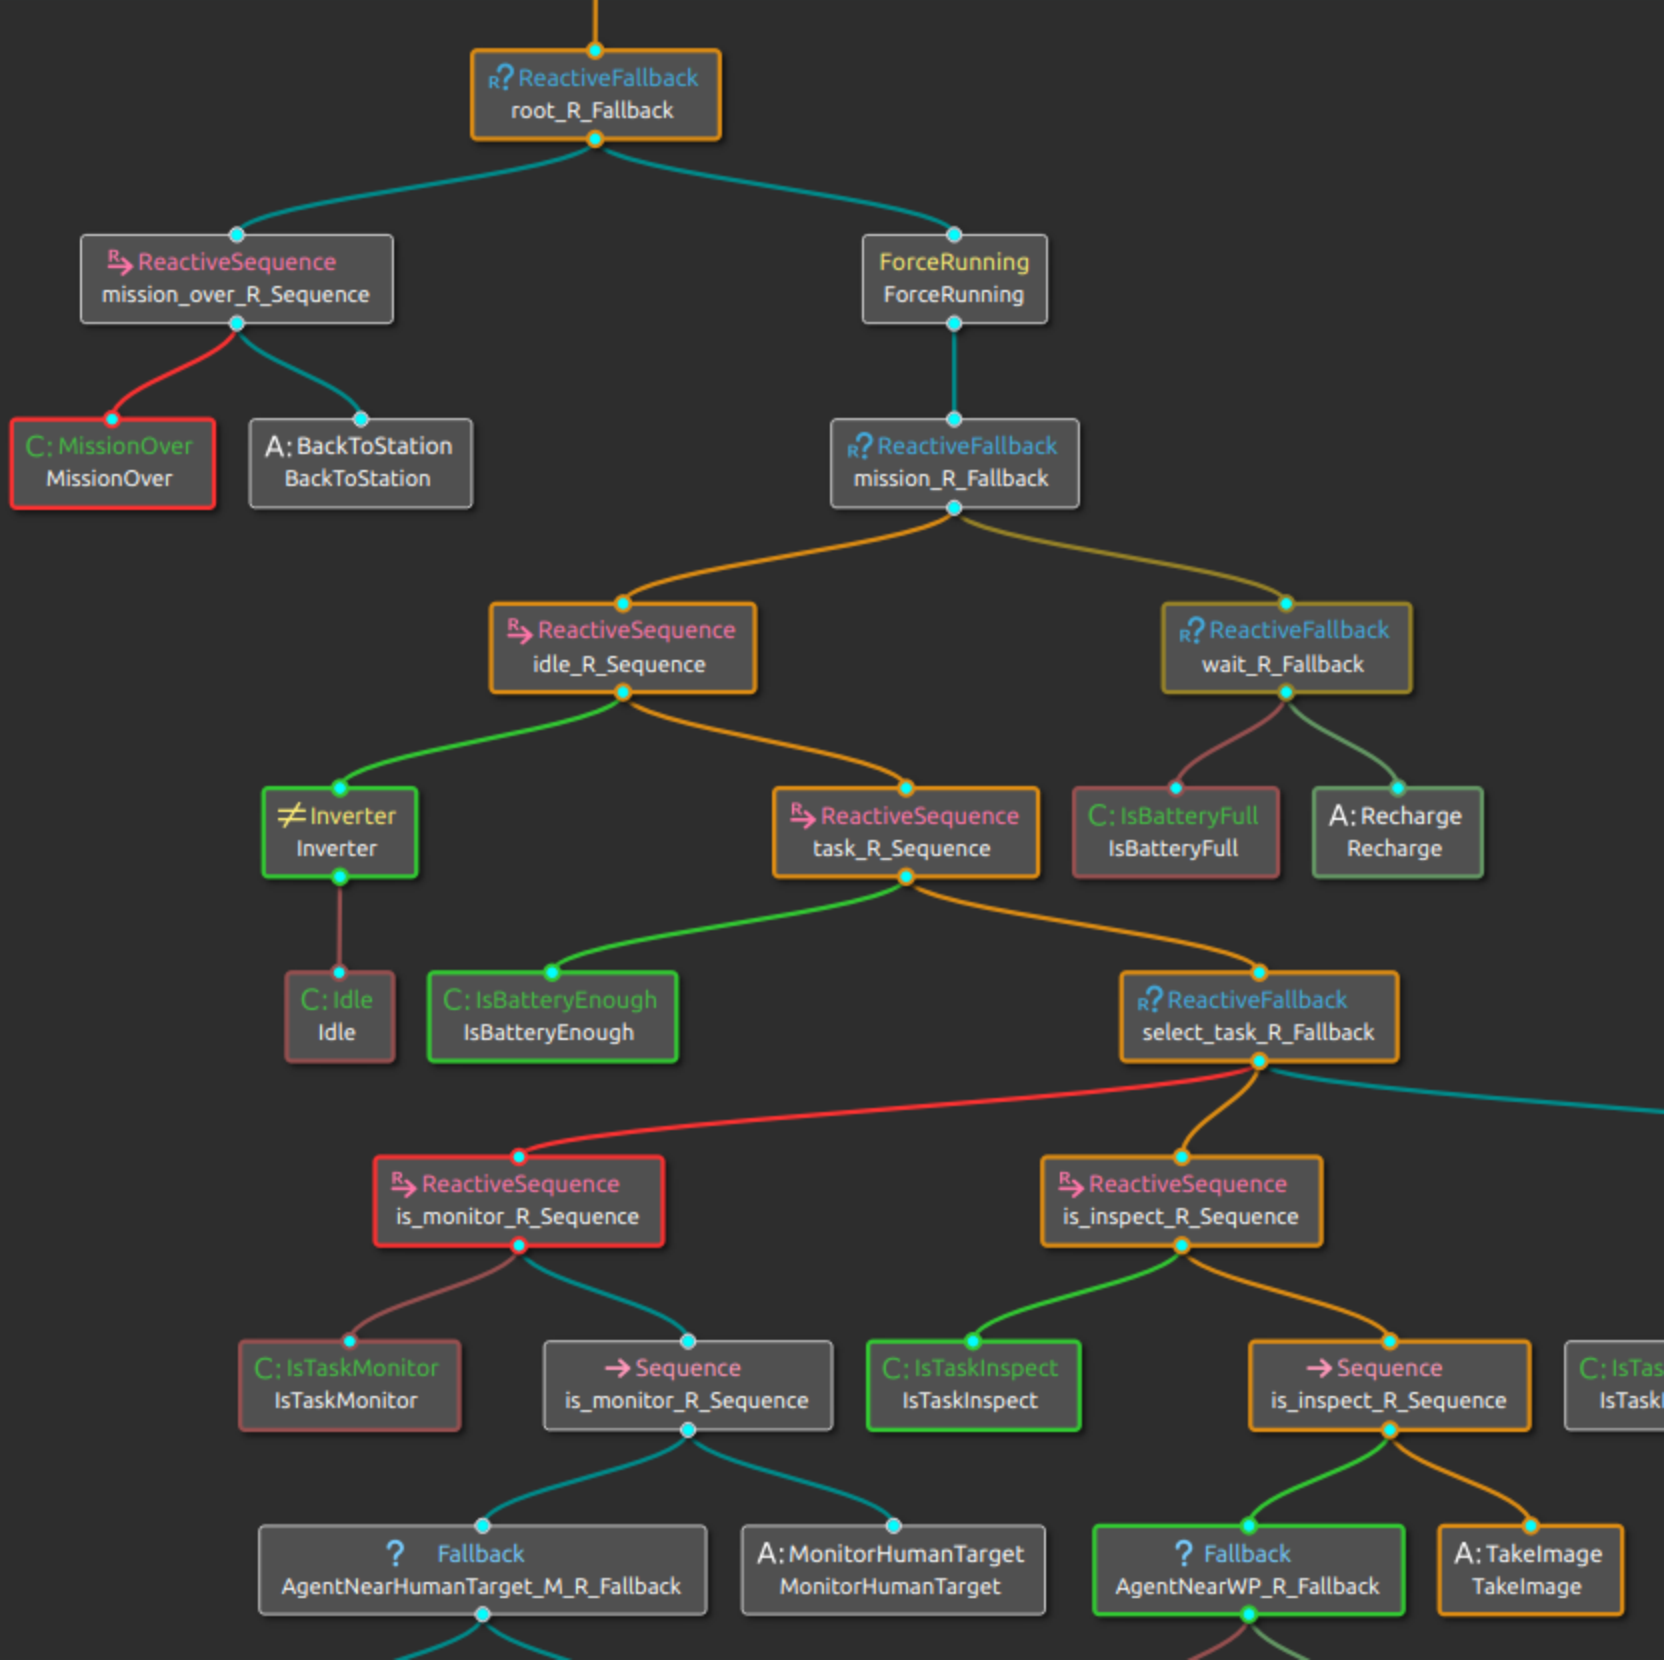 R? ReactiveFallback
root_R_Fallback
R ReactiveSequence
mission_over_R_Sequence
ForceRunning
ForceRunning
C: MissionOver
MissionOver
A: BackToStation
BackToStation
R? ReactiveFallback
mission_R_Fallback
R ReactiveSequence
idle_R_Sequence
R? ReactiveFallback
wait_R_Fallback
≠ Inverter
Inverter
R ReactiveSequence
task_R_Sequence
C: IsBatteryFull
IsBatteryFull
A: Recharge
Recharge
C: Idle
Idle
C: IsBatteryEnough
IsBatteryEnough
R? ReactiveFallback
select_task_R_Fallback
R ReactiveSequence
is_monitor_R_Sequence
R ReactiveSequence
is_inspect_R_Sequence
C: IsTaskMonitor
IsTaskMonitor
→ Sequence
is_monitor_R_Sequence
C: IsTaskInspect
IsTaskInspect
→ Sequence
is_inspect_R_Sequence
C: IsTas
IsTask
? Fallback
AgentNearHumanTarget_M_R_Fallback
A: MonitorHumanTarget
MonitorHumanTarget
? Fallback
AgentNearWP_R_Fallback
A: TakeImage
TakeImage